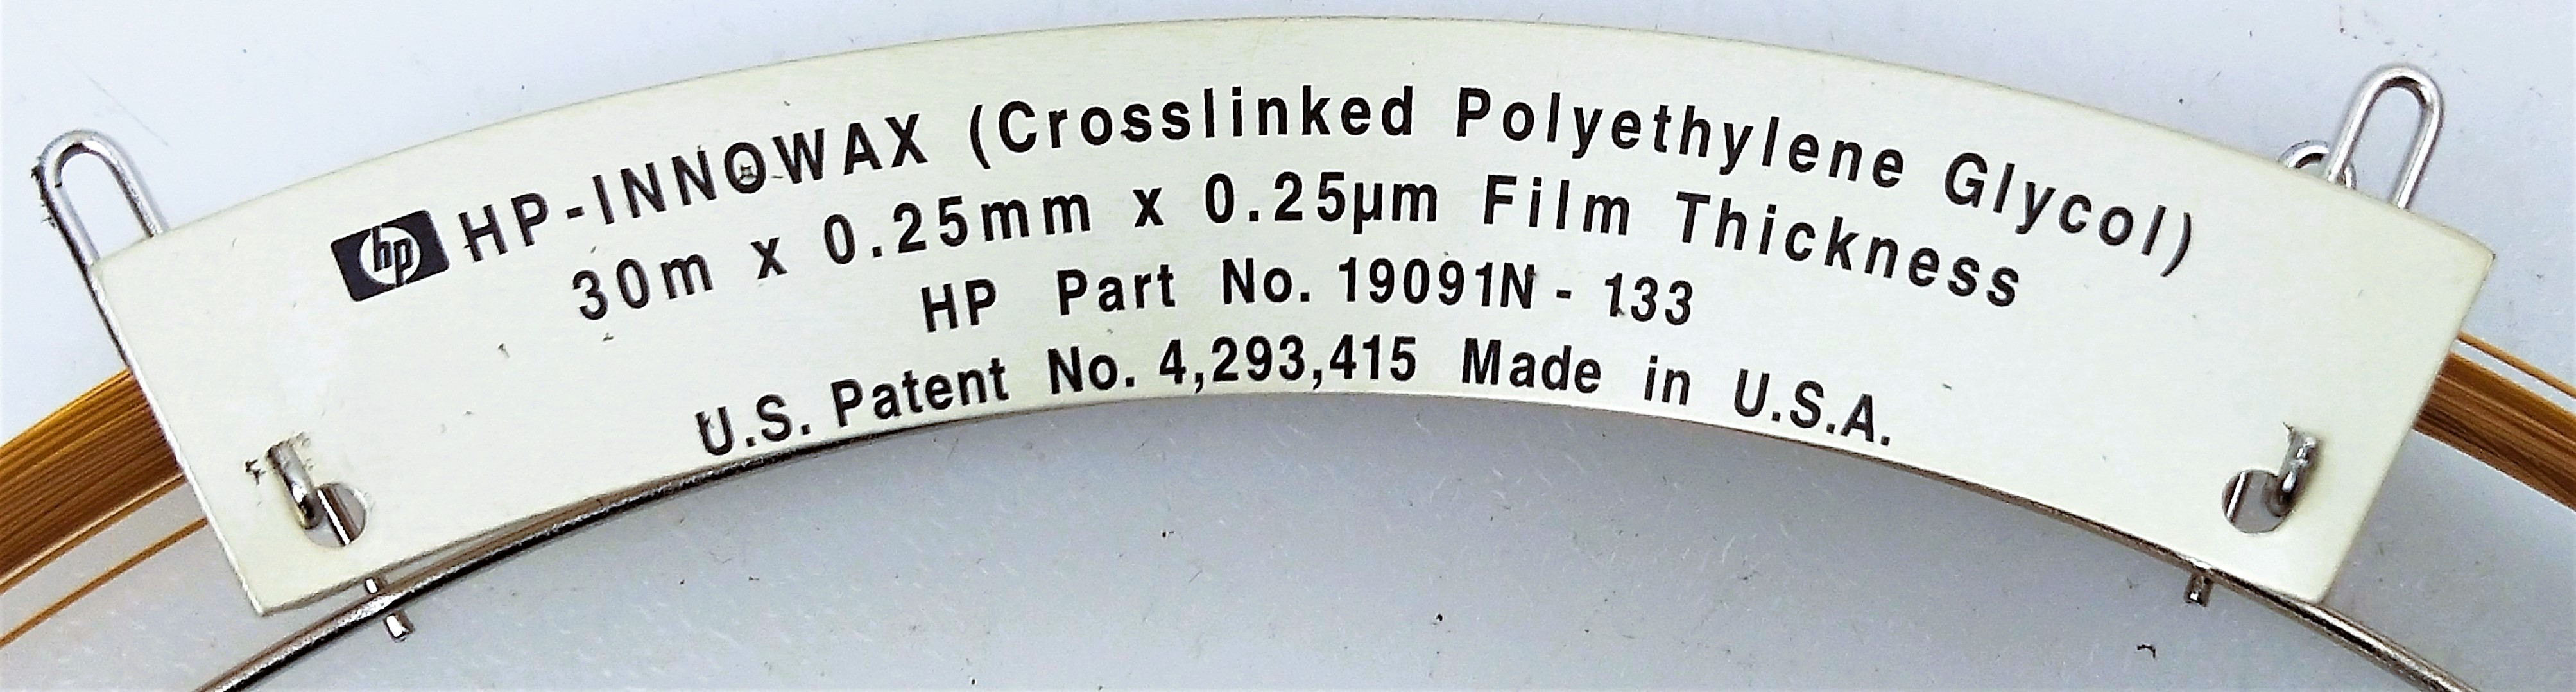 hp HP-INNOWAX (Crosslinked Polyethylene Glycol)
30m x 0.25mm x 0.25µm Film Thickness
HP Part No. 19091N - 133
U.S. Patent No. 4,293,415 Made in U.S.A.